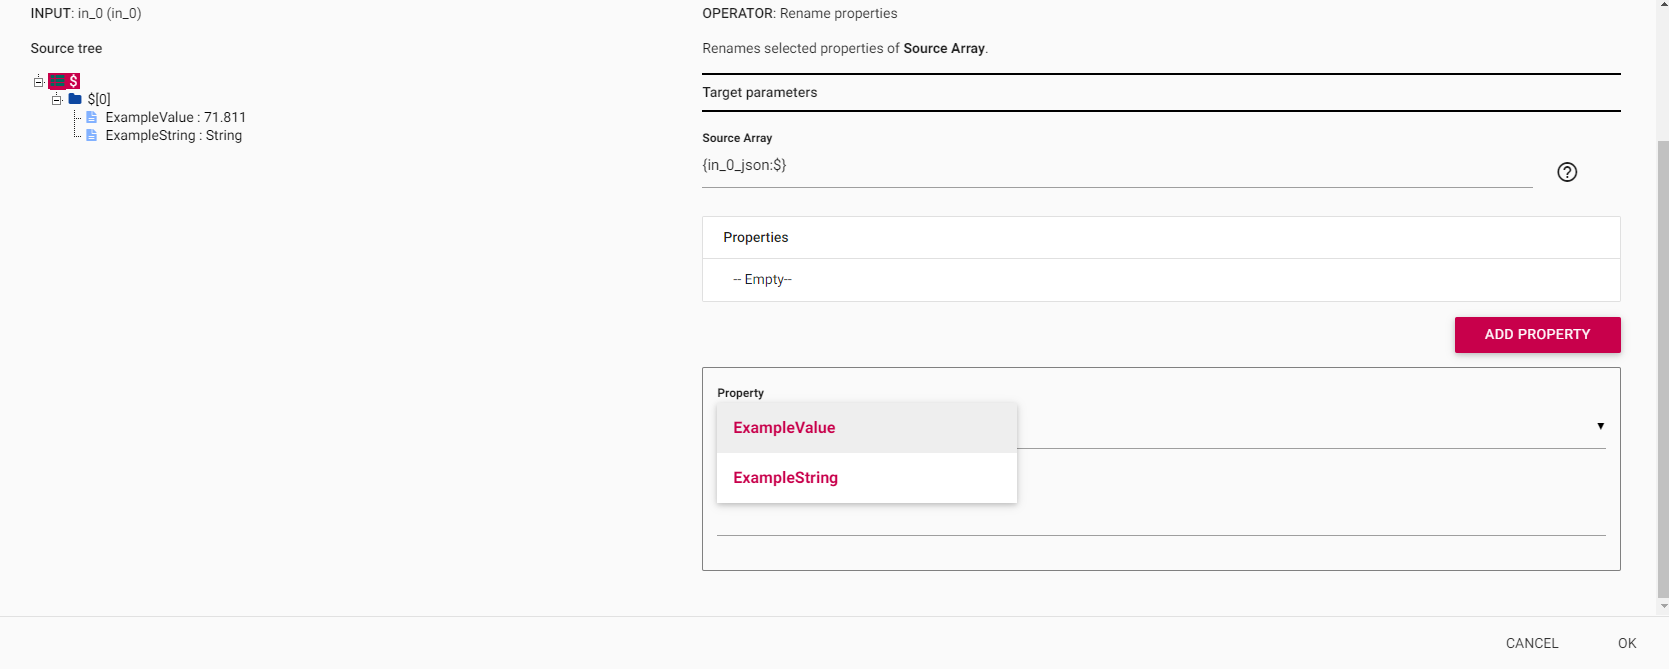 INPUT: in_0 (in_0)
Source tree
$
$[0]
ExampleValue : 71.811
ExampleString : String
OPERATOR: Rename properties
Renames selected properties of Source Array.
Target parameters
Source Array
{in_0_json:$}
?
Properties
-- Empty--
ADD PROPERTY
Property
ExampleValue
ExampleString
CANCEL
OK